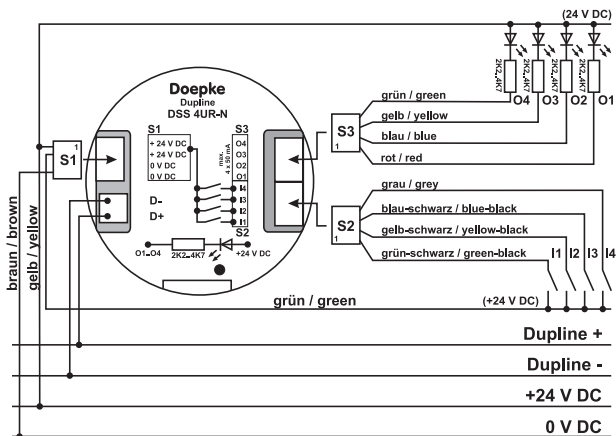 (24 V DC)
2K2..4K7
2K2..4K7
2K2..4K7
2K2..4K7
O4
O3
O2
O1
Doepke
Dupline
DSS 4UR-N
S1
+ 24 V DC
+ 24 V DC
0 V DC
0 V DC
max.
4 x 50 mA
S3
O4
O3
O2
O1
I4
I3
I2
I1
S2
D-
D+
O1..O4
2K2..4K7
+24 V DC
1
S1
1
S3
grün / green
gelb / yellow
blau / blue
rot / red
S2
1
grau / grey
blau-schwarz / blue-black
gelb-schwarz / yellow-black
grün-schwarz / green-black
I1
I2
I3
I4
braun / brown
gelb / yellow
grün / green
(+24 V DC)
Dupline +
Dupline -
+24 V DC
0 V DC